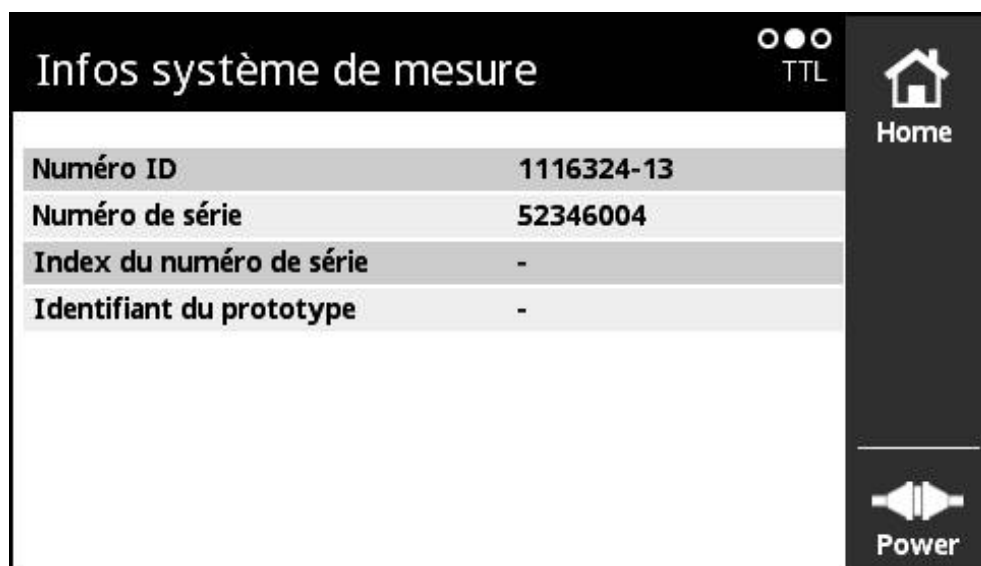 Infos système de mesure
TTL
Home
Numéro ID 1116324-13
Numéro de série 52346004
Index du numéro de série -
Identifiant du prototype -
Power